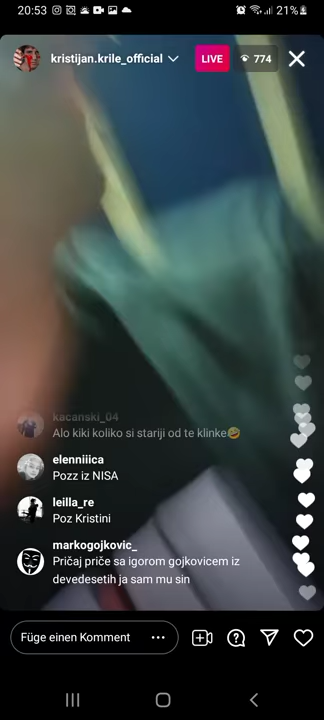 20:53
21%
kristijan.krile_official
LIVE
774
kacanski_04
Alo kiki koliko si stariji od te klinke🤣
elenniiica
Pozz iz NISA
leilla_re
Poz Kristini
markogojkovic_
Pričaj priče sa igorom gojkovicem iz
devedesetih ja sam mu sin
Füge einen Kommentar